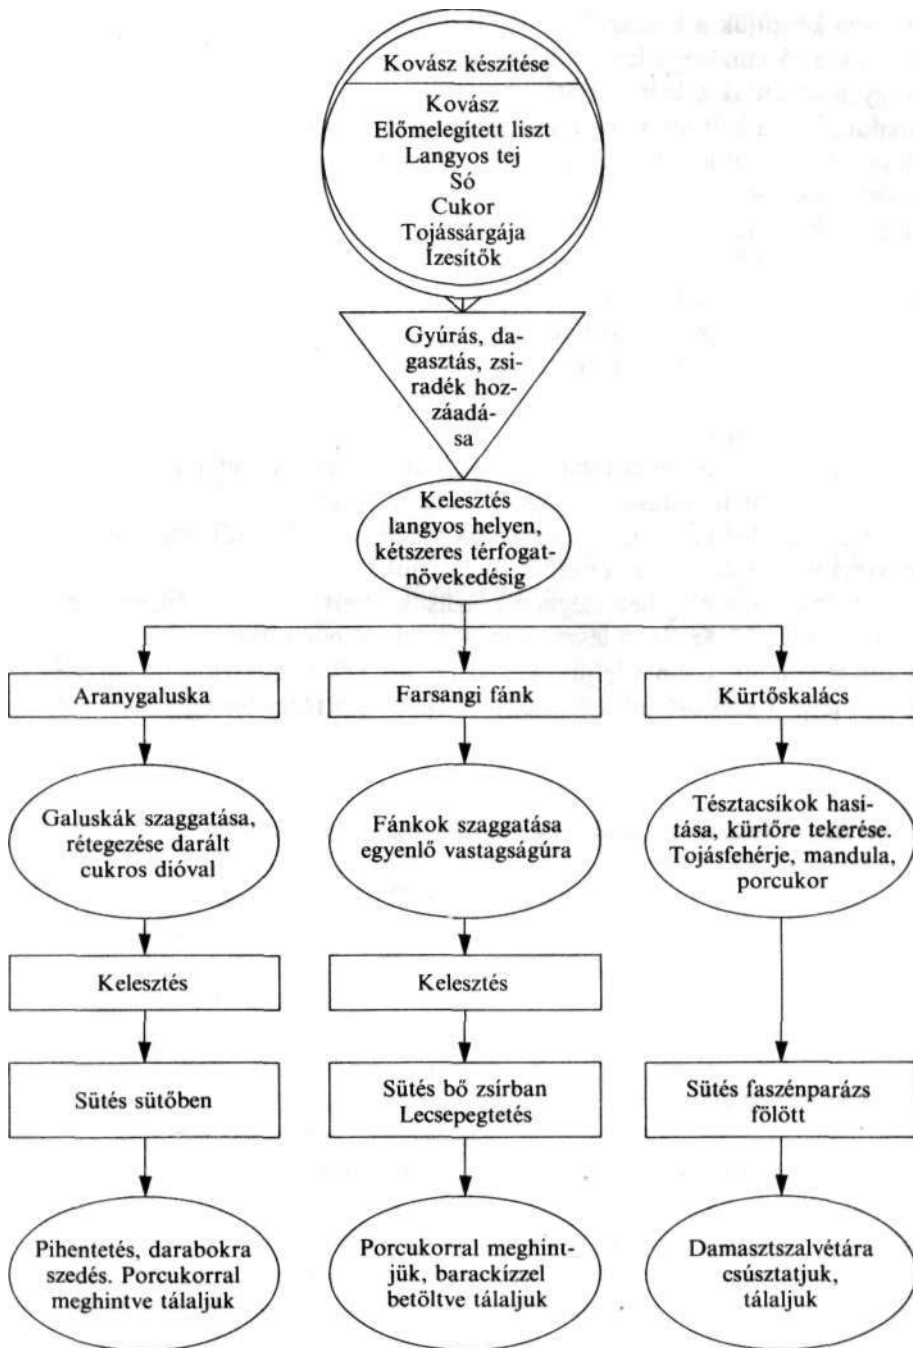 Kovász készítése
Kovász
Előmelegített liszt
Langyos tej
Só
Cukor
Tojássárgája
Ízesítők
Gyúrás, da-
gasztás, zsi-
radék hoz-
záadá-
sa
Kelesztés
langyos helyen,
kétszeres térfogat-
növekedésig
Aranygaluska
Farsangi fánk
Kürtőskalács
Galuskák szaggatása,
rétegezése darált
cukros dióval
Fánkok szaggatása
egyenlő vastagságúra
Tésztacsíkok hasí-
tása, kürtőre tekerése.
Tojásfehérje, mandula,
porcukor
Kelesztés
Kelesztés
Sütés sütőben
Sütés bő zsírban
Lecsepegtetés
Sütés faszénparázs
fölött
Pihentetés, darabokra
szedés. Porcukorral
meghintve tálaljuk
Porcukorral meghint-
jük, barackízzel
betöltve tálaljuk
Damasztszalvétára
csúsztatjuk,
tálaljuk